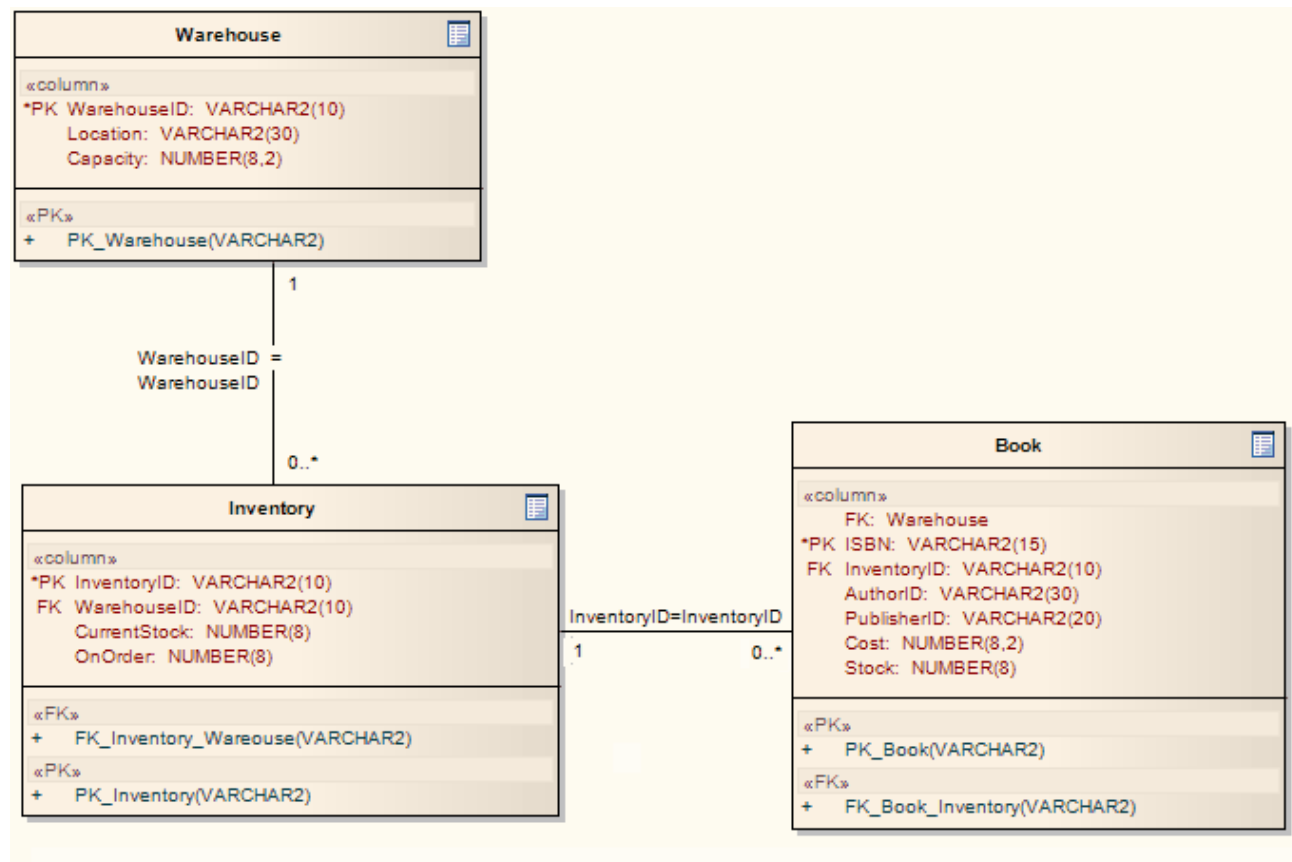 Warehouse
«column»
*PK WarehouseID: VARCHAR2(10)
Location: VARCHAR2(30)
Capacity: NUMBER(8,2)
«PK»
+ PK_Warehouse(VARCHAR2)
1
WarehouseID =
WarehouseID
0..*
Inventory
«column»
*PK InventoryID: VARCHAR2(10)
FK WarehouseID: VARCHAR2(10)
CurrentStock: NUMBER(8)
OnOrder: NUMBER(8)
«FK»
+ FK_Inventory_Wareouse(VARCHAR2)
«PK»
+ PK_Inventory(VARCHAR2)
InventoryID=InventoryID
1 0..*
Book
«column»
FK: Warehouse
*PK ISBN: VARCHAR2(15)
FK InventoryID: VARCHAR2(10)
AuthorID: VARCHAR2(30)
PublisherID: VARCHAR2(20)
Cost: NUMBER(8,2)
Stock: NUMBER(8)
«PK»
+ PK_Book(VARCHAR2)
«FK»
+ FK_Book_Inventory(VARCHAR2)